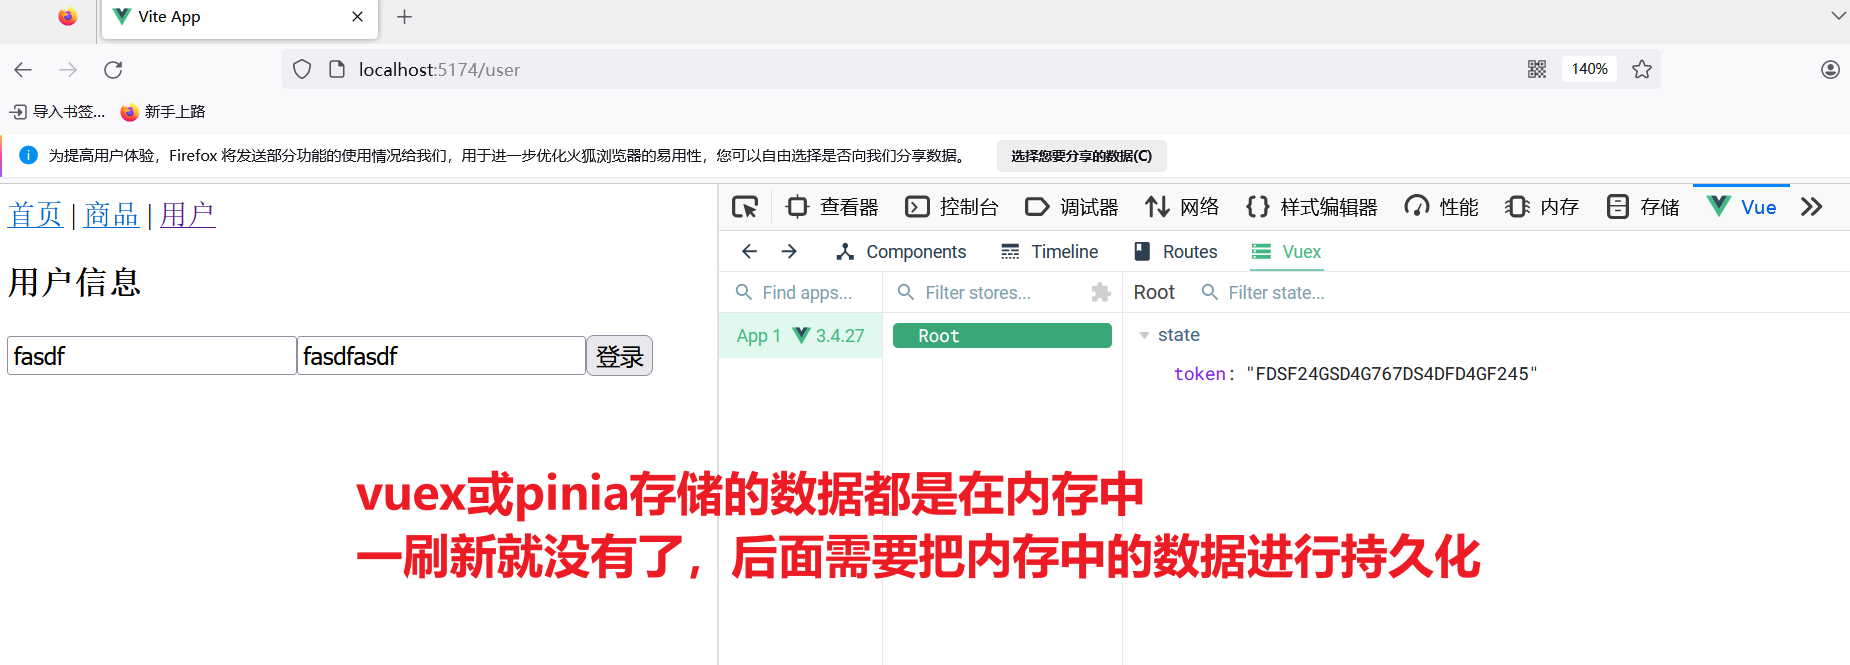 Vite App
localhost:5174/user
140%
导入书签...
新手上路
为提高用户体验，Firefox 将发送部分功能的使用情况给我们，用于进一步优化火狐浏览器的易用性，您可以自由选择是否向我们分享数据。
选择您要分享的数据(C)
首页 | 商品 | 用户
用户信息
fasdf
fasdfasdf
登录
查看器
控制台
调试器
网络
样式编辑器
性能
内存
存储
Vue
Components
Timeline
Routes
Vuex
Find apps...
Filter stores...
Root
Filter state...
App 1
3.4.27
Root
state
token: "FDSF24GSD4G767DS4DFD4GF245"
vuex或pinia存储的数据都是在内存中
一刷新就没有了，后面需要把内存中的数据进行持久化